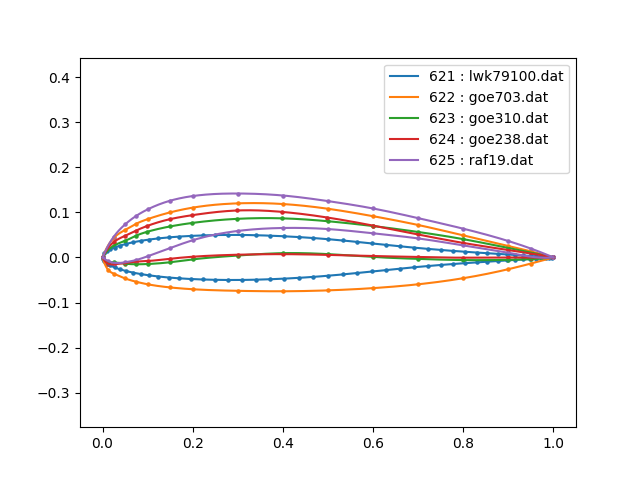 621 : lwk79100.dat
622 : goe703.dat
623 : goe310.dat
624 : goe238.dat
625 : raf19.dat
0.4
0.3
0.2
0.1
0.0
−0.1
−0.2
−0.3
0.0 0.2 0.4 0.6 0.8 1.0